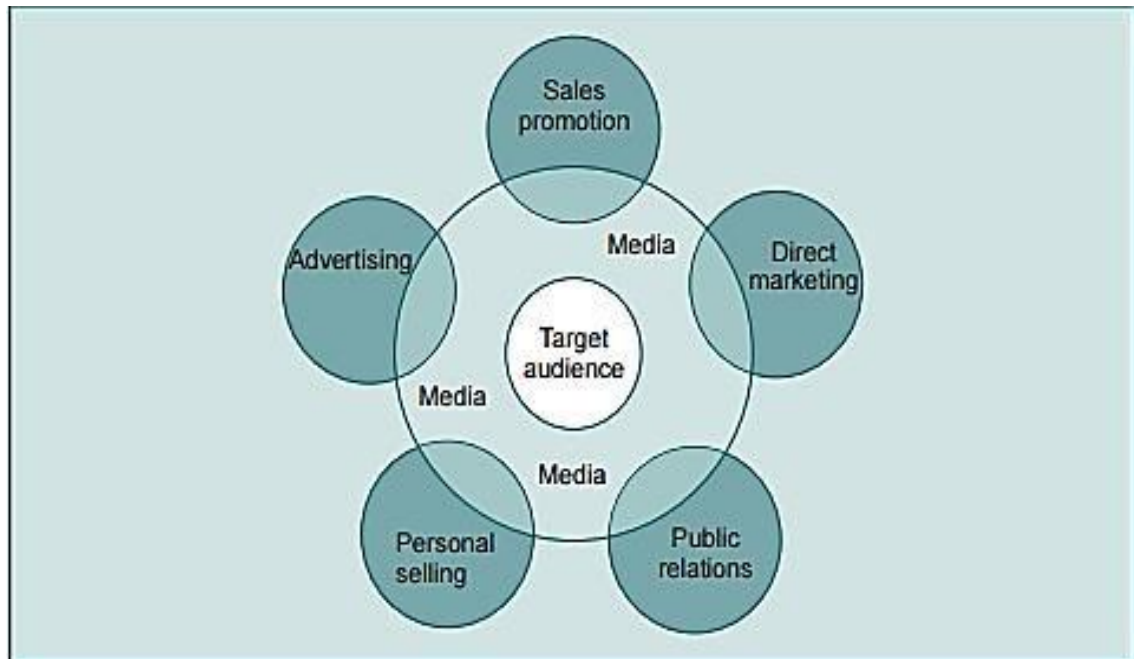 Sales
promotion
Media
Direct
marketing
Advertising
Target
audience
Media
Media
Personal
selling
Public
relations